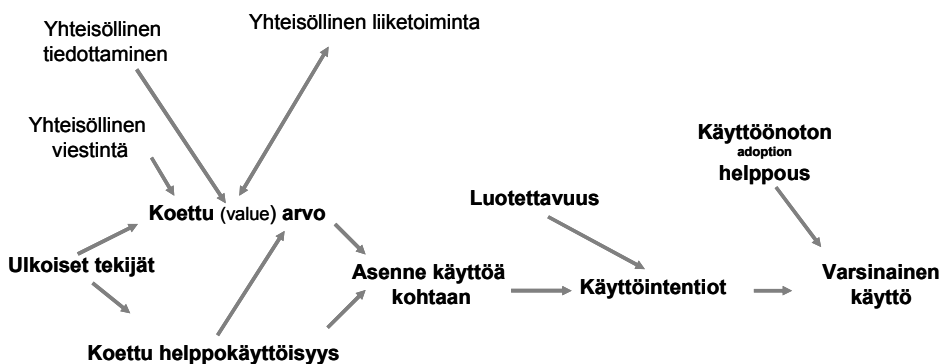 Yhteisöllinen
tiedottaminen
Yhteisöllinen liiketoiminta
Yhteisöllinen
viestintä
Käyttöönoton
adoption
helppous
Koettu (value) arvo
Luotettavuus
Ulkoiset tekijät
Asenne käyttöä
kohtaan
Käyttöintentiot
Varsinainen
käyttö
Koettu helppokäyttöisyys